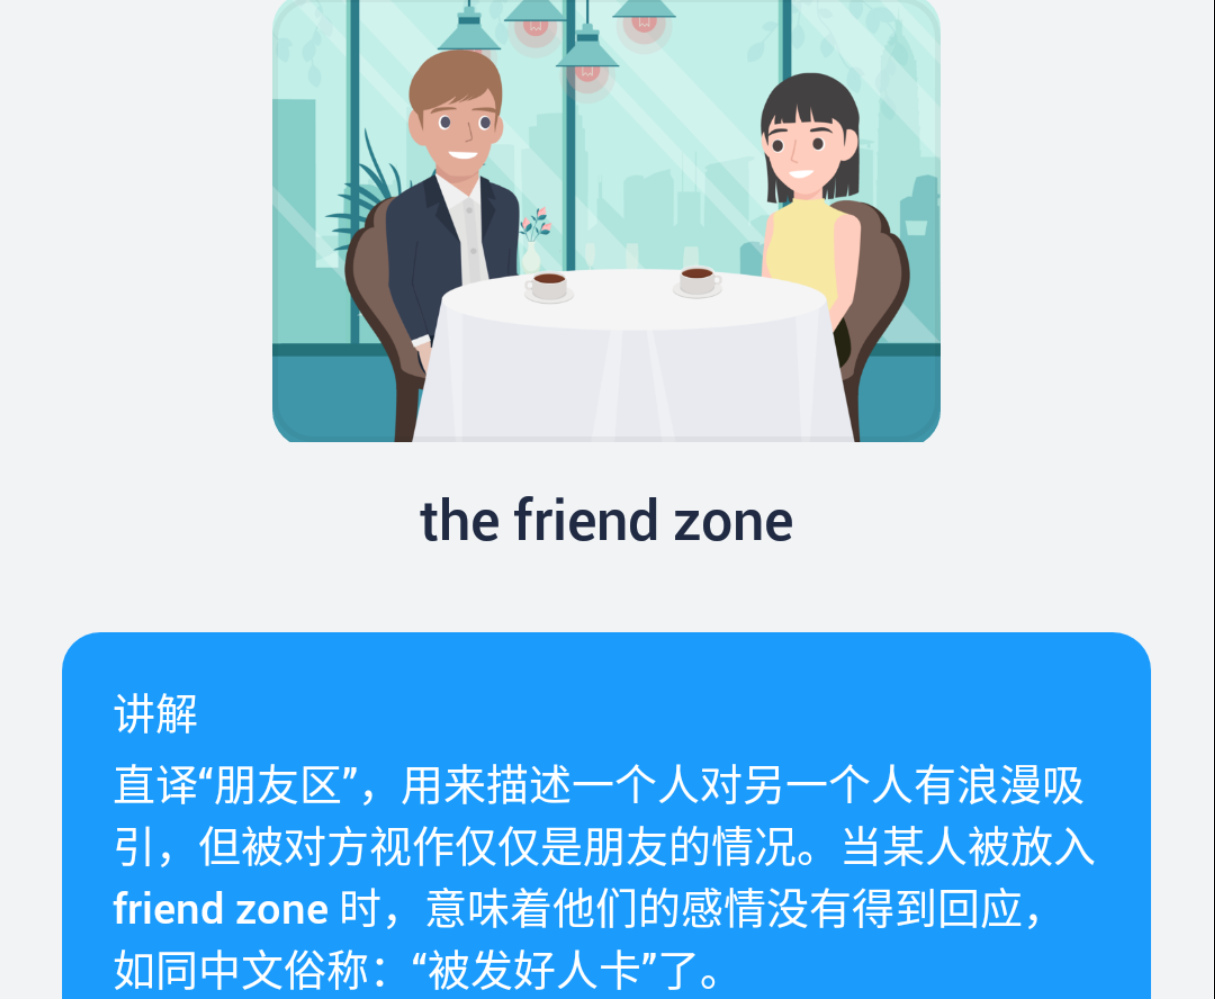 the friend zone
讲解
直译“朋友区”，用来描述一个人对另一个人有浪漫吸
引，但被对方视作仅仅是朋友的情况。当某人被放入
friend zone 时，意味着他们的感情没有得到回应，
如同中文俗称：“被发好人卡”了。